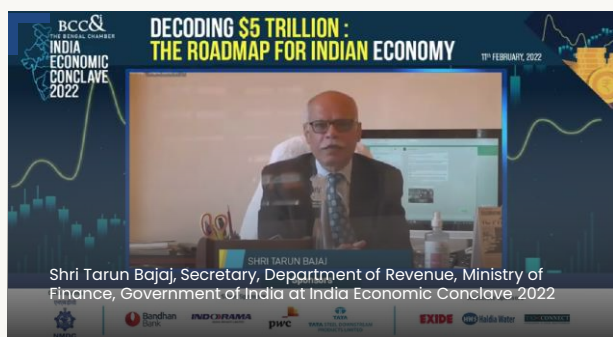 BCC&I
THE BENGAL CHAMBER
INDIA
ECONOMIC
CONCLAVE
2022
DECODING $5 TRILLION :
THE ROADMAP FOR INDIAN ECONOMY
11th FEBRUARY, 2022
SHRI TARUN BAJAJ
Shri Tarun Bajaj, Secretary, Department of Revenue, Ministry of
Finance, Government of India at India Economic Conclave 2022
Sponsors
Bandhan
Bank
INDORAMA
pwc
TATA
EXIDE
Haldia Water